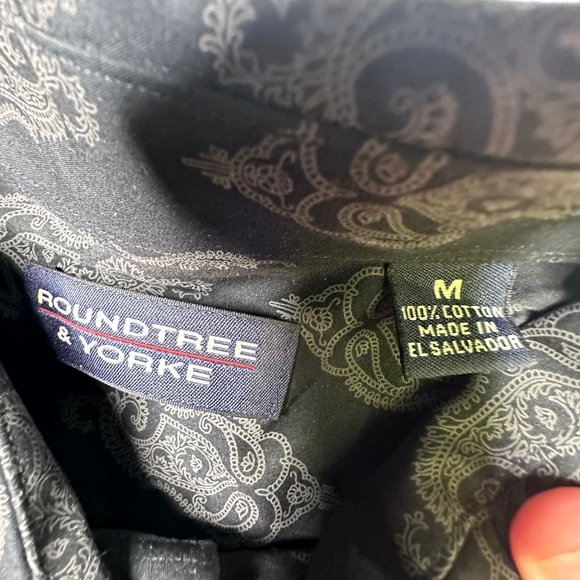 ROUNDTREE
& YORKE
M
100% COTTON
MADE IN
EL SALVADOR